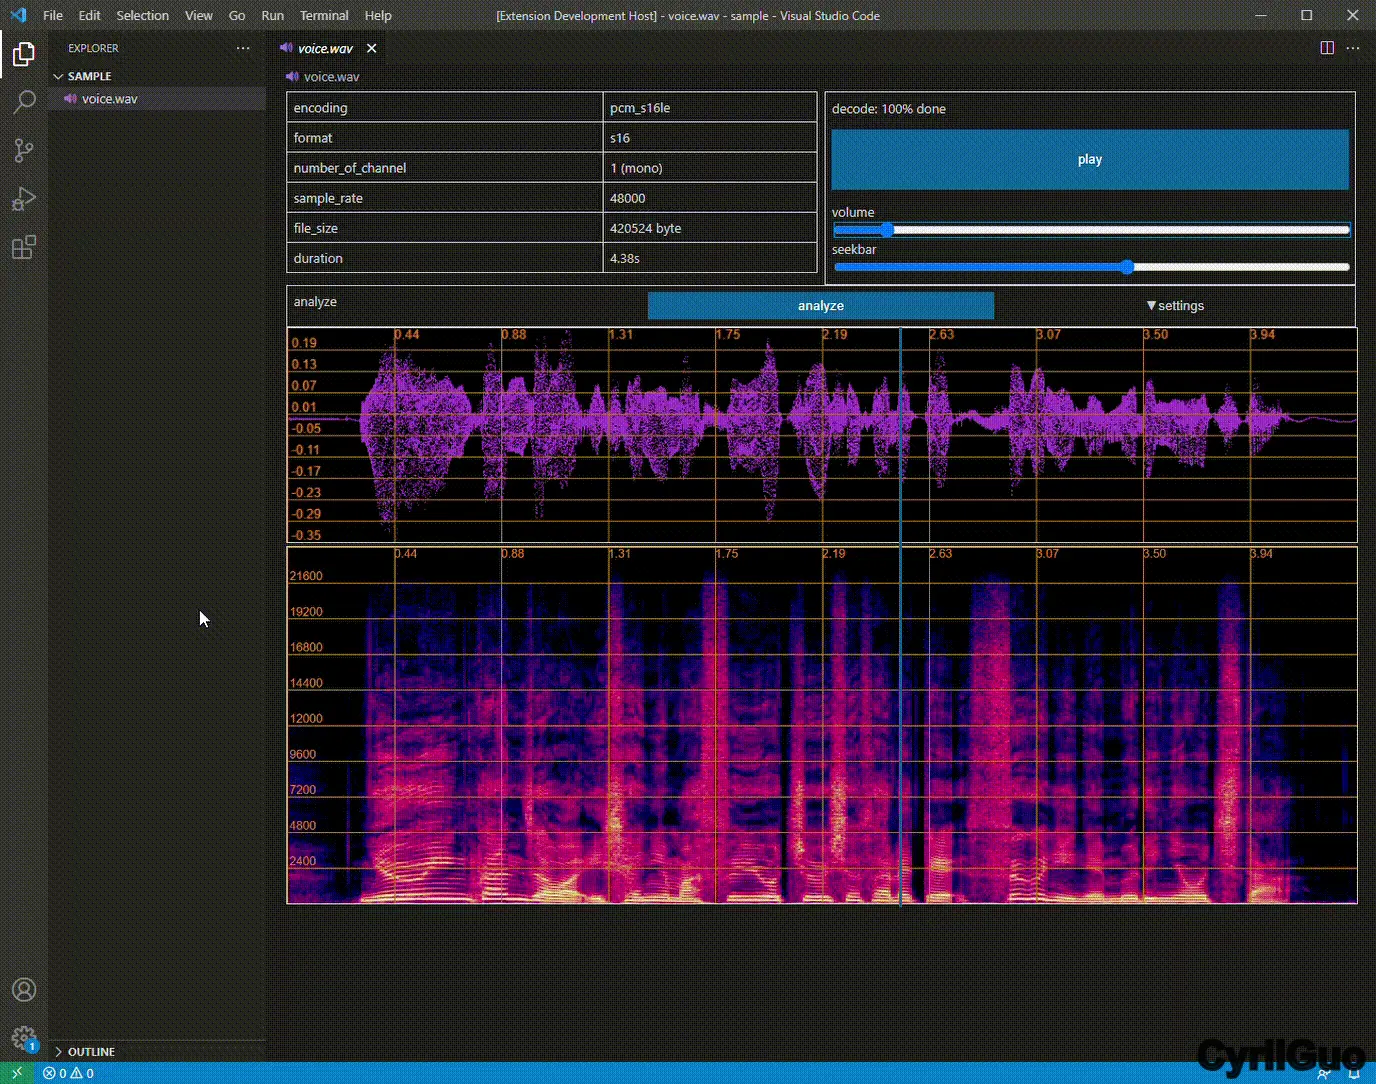 File Edit Selection View Go Run Terminal Help [Extension Development Host] - voice.wav - sample - Visual Studio Code
EXPLORER
SAMPLE
voice.wav
voice.wav
voice.wav
encoding pcm_s16le
format s16
number_of_channel 1 (mono)
sample_rate 48000
file_size 420524 byte
duration 4.38s
decode: 100% done
play
volume
seekbar
analyze analyze ▼settings
0.44 0.88 1.31 1.75 2.19 2.63 3.07 3.50 3.94
0.19
0.13
0.07
0.01
-0.05
-0.11
-0.17
-0.23
-0.29
-0.35
0.44 0.88 1.31 1.75 2.19 2.63 3.07 3.50 3.94
21600
19200
16800
14400
12000
9600
7200
4800
2400
1
OUTLINE
0 0
CyrilGuo